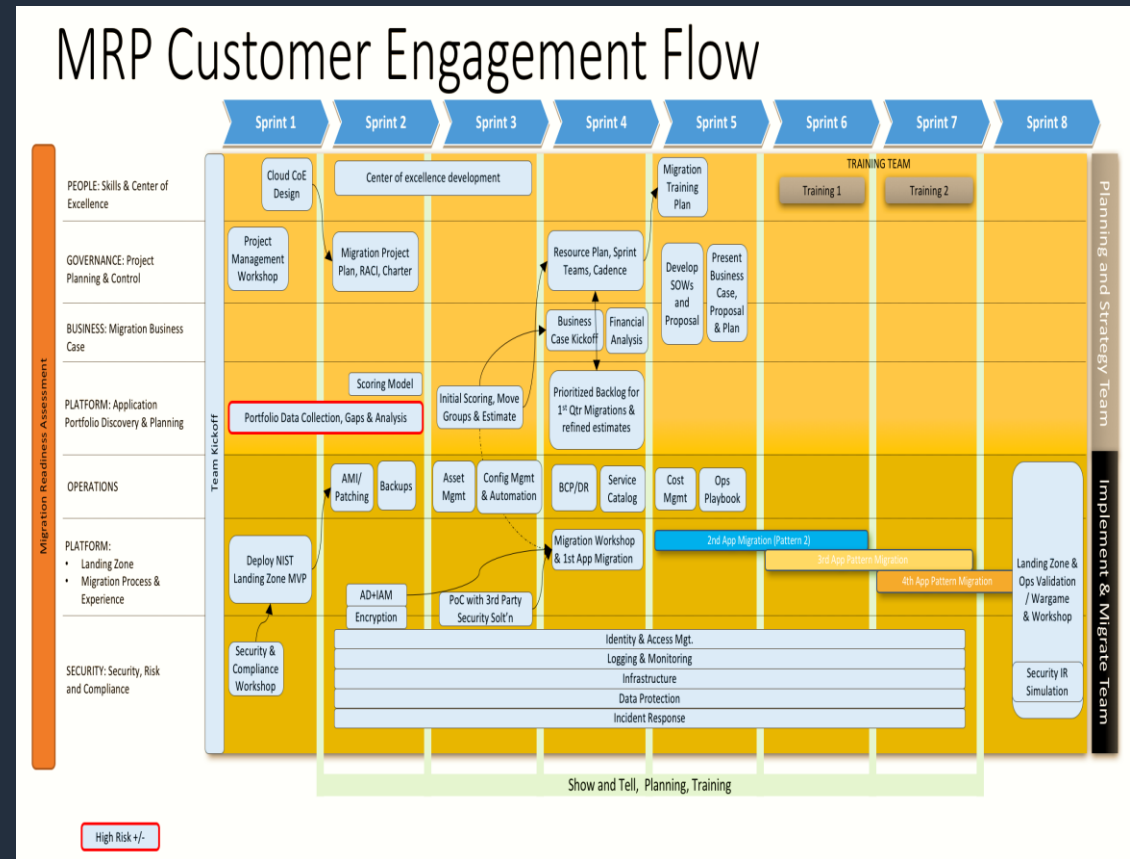 MRP Customer Engagement Flow
Sprint 1
Sprint 2
Sprint 3
Sprint 4
Sprint 5
Sprint 6
Sprint 7
Sprint 8
Migration Readiness Assessment
Team Kickoff
PEOPLE: Skills & Center of
Excellence
Cloud CoE
Design
Center of excellence development
Migration
Training
Plan
TRAINING TEAM
Training 1
Training 2
GOVERNANCE: Project
Planning & Control
Project
Management
Workshop
Migration Project
Plan, RACI, Charter
Resource Plan, Sprint
Teams, Cadence
Develop
SOWs
and
Proposal
Present
Business
Case,
Proposal
& Plan
BUSINESS: Migration Business
Case
Business
Case Kickoff
Financial
Analysis
PLATFORM: Application
Portfolio Discovery & Planning
Scoring Model
Portfolio Data Collection, Gaps & Analysis
Initial Scoring, Move
Groups & Estimate
Prioritized Backlog for
1st Qtr Migrations &
refined estimates
OPERATIONS
AMI/
Patching
Backups
Asset
Mgmt
Config Mgmt
& Automation
BCP/DR
Service
Catalog
Cost
Mgmt
Ops
Playbook
PLATFORM:
• Landing Zone
• Migration Process &
Experience
Deploy NIST
Landing Zone MVP
AD+IAM
Encryption
PoC with 3rd Party
Security Solt'n
Migration Workshop
& 1st App Migration
2nd App Migration (Pattern 2)
3rd App Pattern Migration
4th App Pattern Migration
Landing Zone &
Ops Validation
/ Wargame
& Workshop
SECURITY: Security, Risk
and Compliance
Security &
Compliance
Workshop
Identity & Access Mgt.
Logging & Monitoring
Infrastructure
Data Protection
Incident Response
Security IR
Simulation
Planning and Strategy Team
Implement & Migrate Team
Show and Tell, Planning, Training
High Risk +/-